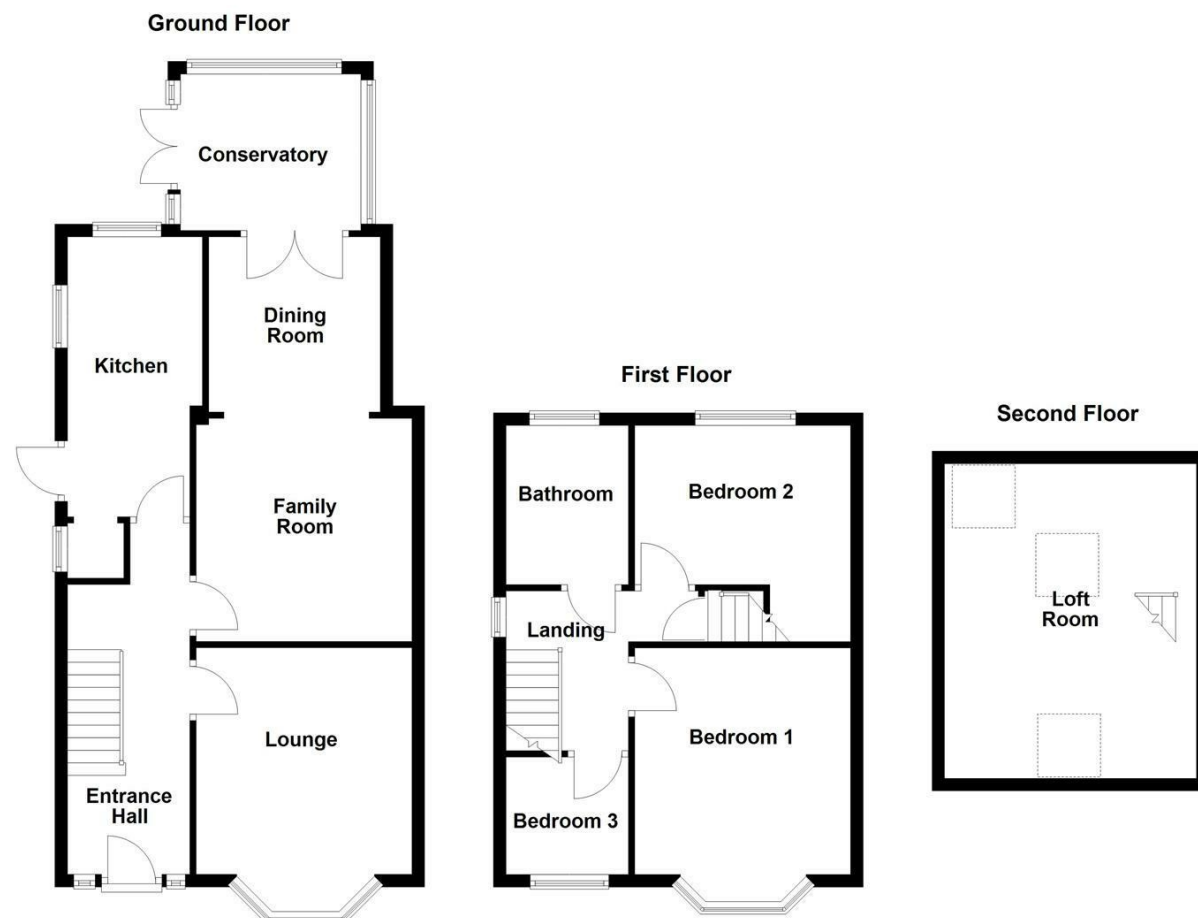 Ground Floor
Conservatory
Dining
Room
Kitchen
Family
Room
Lounge
Entrance
Hall
First Floor
Bathroom
Bedroom 2
Landing
Bedroom 1
Bedroom 3
Second Floor
Loft
Room